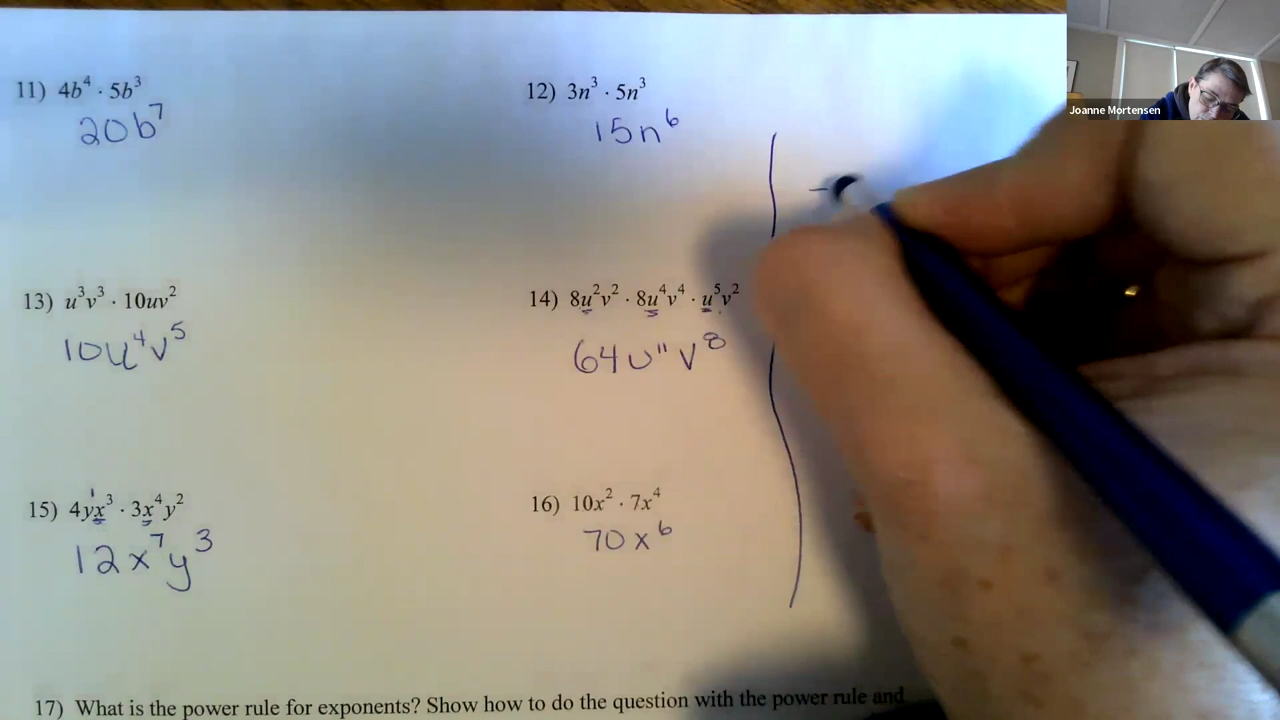 Joanne Mortensen
11) 4b⁴ · 5b³
20b⁷
12) 3n³ · 5n³
15n⁶
13) u³v³ · 10uv²
10u⁴v⁵
14) 8u²v² · 8u⁴v⁴ · u⁵v²
64u¹¹v⁸
15) 4y¹x³ · 3x⁴y²
12x⁷y³
16) 10x² · 7x⁴
70x⁶
17) What is the power rule for exponents? Show how to do the question with the power rule and